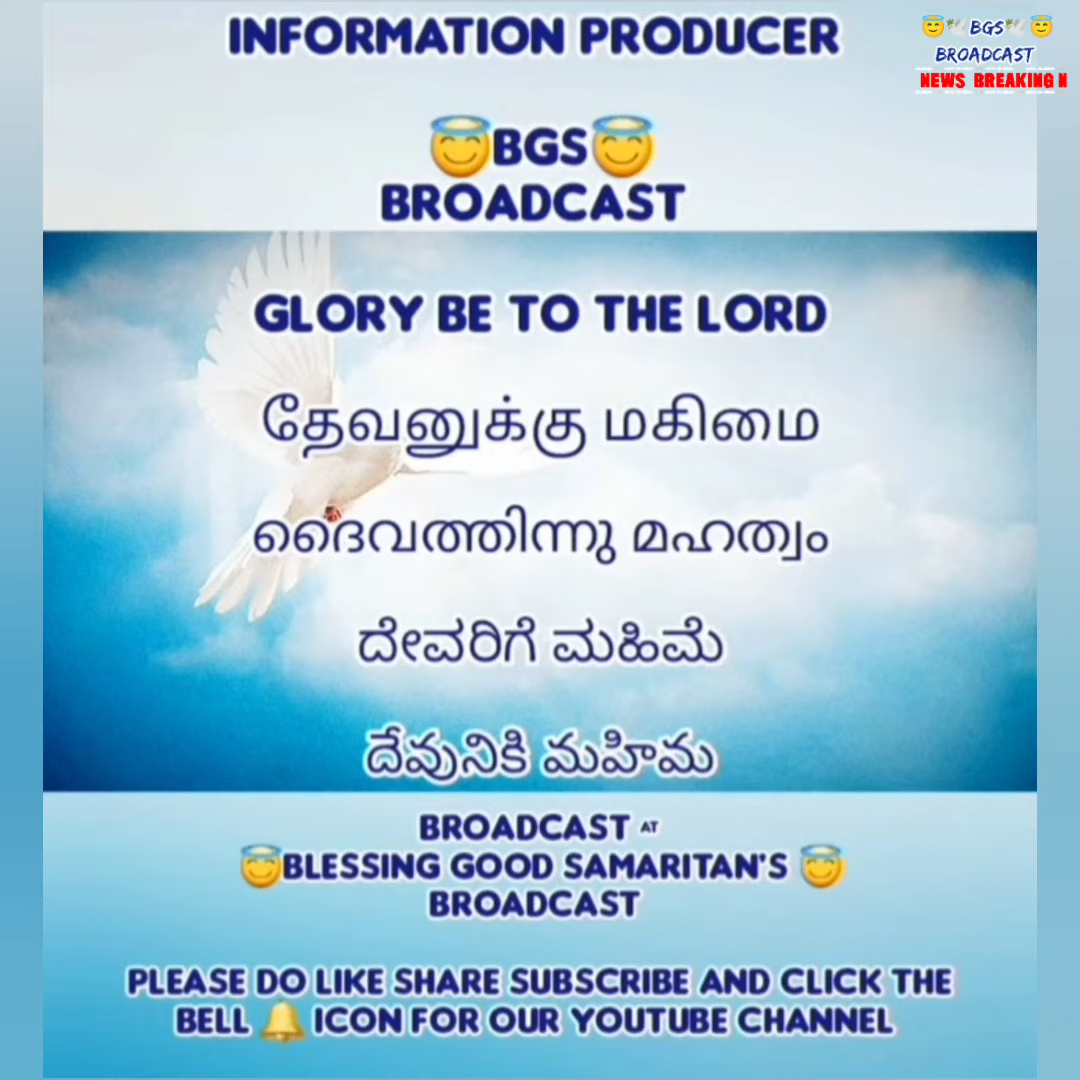 INFORMATION PRODUCER
😇🕊BGS🕊😇
BROADCAST
NEWS BREAKING N
😇BGS😇
BROADCAST
GLORY BE TO THE LORD
தேவனுக்கு மகிமை
ദൈവത്തിന്നു മഹത്വം
ದೇವರಿಗೆ ಮಹಿಮೆ
దేవునికి మహిమ
BROADCAST AT
😇BLESSING GOOD SAMARITAN'S 😇
BROADCAST
PLEASE DO LIKE SHARE SUBSCRIBE AND CLICK THE
BELL 🔔 ICON FOR OUR YOUTUBE CHANNEL